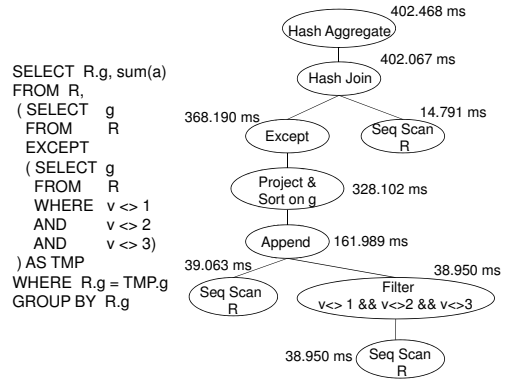 SELECT R.g, sum(a)
FROM R,
( SELECT g
FROM R
EXCEPT
( SELECT g
FROM R
WHERE v <> 1
AND v <> 2
AND v <> 3)
) AS TMP
WHERE R.g = TMP.g
GROUP BY R.g
402.468 ms
Hash Aggregate
402.067 ms
Hash Join
368.190 ms
14.791 ms
Except
Seq Scan
R
Project &
Sort on g
328.102 ms
Append
161.989 ms
39.063 ms
38.950 ms
Seq Scan
R
Filter
v<> 1 && v<>2 && v<>3
38.950 ms
Seq Scan
R